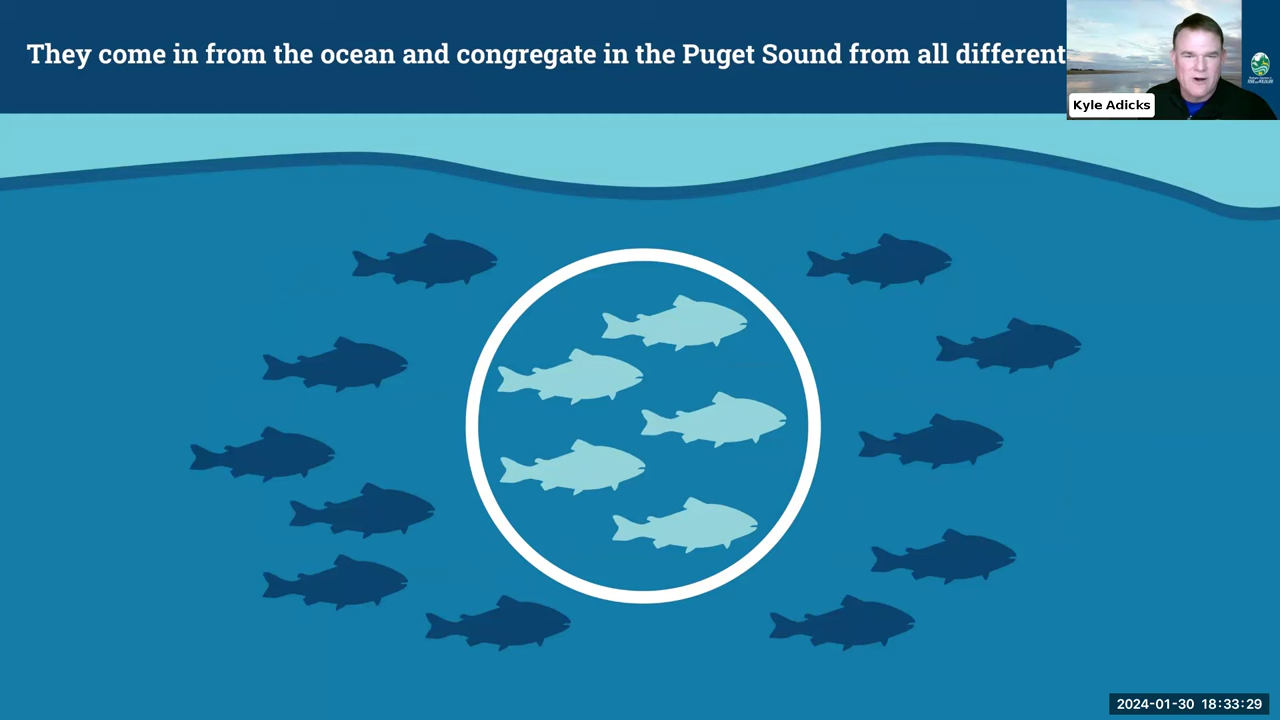 They come in from the ocean and congregate in the Puget Sound from all different
Kyle Adicks
2024-01-30 18:33:29